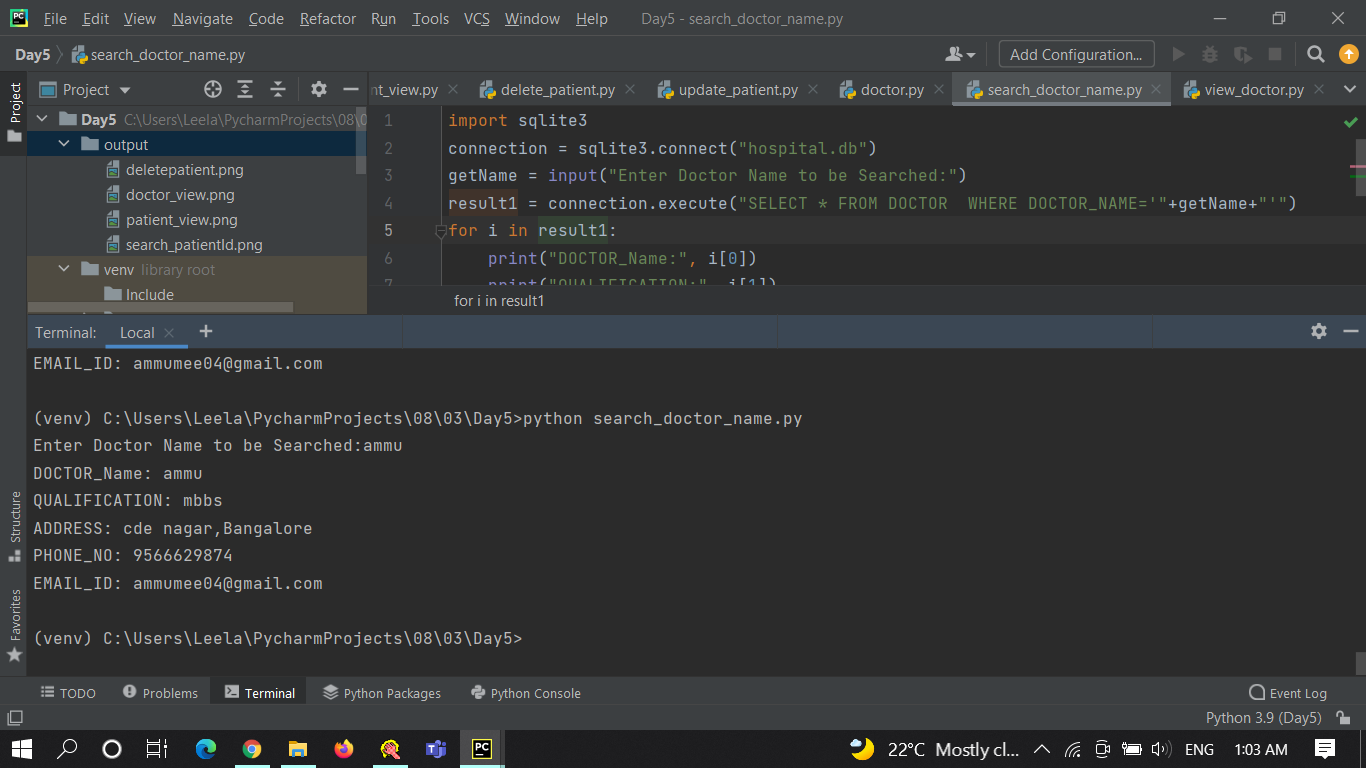 PC File Edit View Navigate Code Refactor Run Tools VCS Window Help Day5 - search_doctor_name.py
Day5 search_doctor_name.py Add Configuration...
Project
Project
nt_view.py delete_patient.py update_patient.py doctor.py search_doctor_name.py view_doctor.py
Day5 C:\Users\Leela\PycharmProjects\08\0
output
deletepatient.png
doctor_view.png
patient_view.png
search_patientId.png
venv library root
Include
1 import sqlite3
2 connection = sqlite3.connect("hospital.db")
3 getName = input("Enter Doctor Name to be Searched:")
4 result1 = connection.execute("SELECT * FROM DOCTOR  WHERE DOCTOR_NAME='"+getName+"'")
5 for i in result1:
6 print("DOCTOR_Name:", i[0])
7 print("QUALIFICATION:", i[1])
for i in result1
Terminal: Local
EMAIL_ID: ammumee04@gmail.com
(venv) C:\Users\Leela\PycharmProjects\08\03\Day5>python search_doctor_name.py
Enter Doctor Name to be Searched:ammu
DOCTOR_Name: ammu
QUALIFICATION: mbbs
ADDRESS: cde nagar,Bangalore
PHONE_NO: 9566629874
EMAIL_ID: ammumee04@gmail.com
(venv) C:\Users\Leela\PycharmProjects\08\03\Day5>
Structure
Favorites
TODO Problems Terminal Python Packages Python Console Event Log
Python 3.9 (Day5)
PC 22°C Mostly cl... ENG 1:03 AM